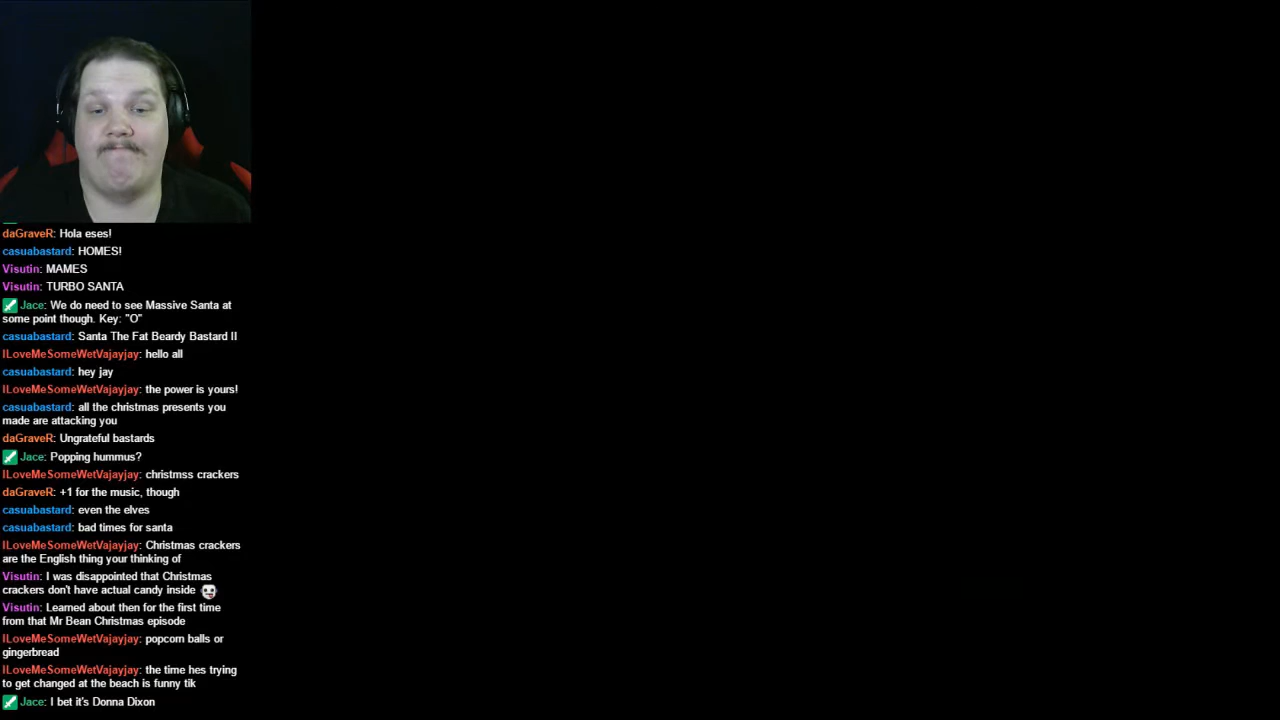 daGraveR: Hola eses!
casuabastard: HOMES!
Visutin: MAMES
Visutin: TURBO SANTA
Jace: We do need to see Massive Santa at
some point though. Key: "O"
casuabastard: Santa The Fat Beardy Bastard II
ILoveMeSomeWetVajayjay: hello all
casuabastard: hey jay
ILoveMeSomeWetVajayjay: the power is yours!
casuabastard: all the christmas presents you
made are attacking you
daGraveR: Ungrateful bastards
Jace: Popping hummus?
ILoveMeSomeWetVajayjay: christmss crackers
daGraveR: +1 for the music, though
casuabastard: even the elves
casuabastard: bad times for santa
ILoveMeSomeWetVajayjay: Christmas crackers
are the English thing your thinking of
Visutin: I was disappointed that Christmas
crackers don't have actual candy inside
Visutin: Learned about then for the first time
from that Mr Bean Christmas episode
ILoveMeSomeWetVajayjay: popcorn balls or
gingerbread
ILoveMeSomeWetVajayjay: the time hes trying
to get changed at the beach is funny tik
Jace: I bet it's Donna Dixon